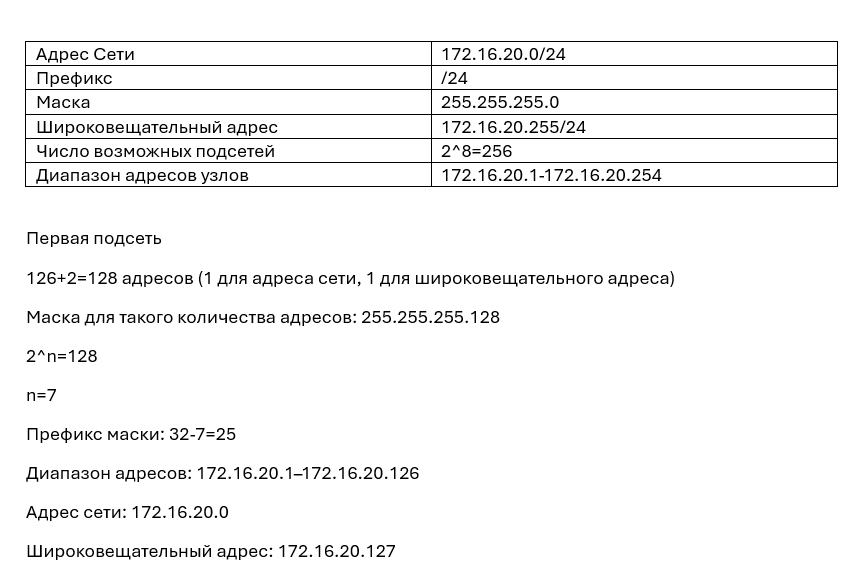 Адрес Сети 172.16.20.0/24
Префикс /24
Маска 255.255.255.0
Широковещательный адрес 172.16.20.255/24
Число возможных подсетей 2^8=256
Диапазон адресов узлов 172.16.20.1-172.16.20.254
Первая подсеть
126+2=128 адресов (1 для адреса сети, 1 для широковещательного адреса)
Маска для такого количества адресов: 255.255.255.128
2^n=128
n=7
Префикс маски: 32-7=25
Диапазон адресов: 172.16.20.1–172.16.20.126
Адрес сети: 172.16.20.0
Широковещательный адрес: 172.16.20.127